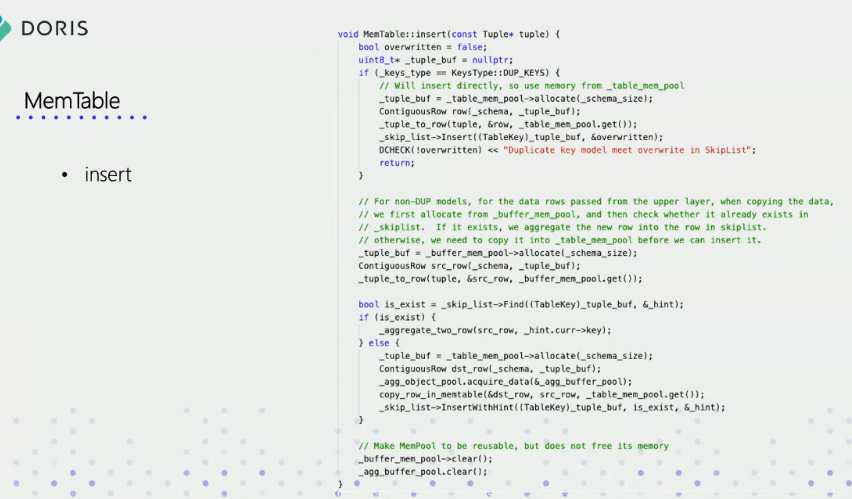 DORIS
MemTable
• insert
void MemTable::insert(const Tuple* tuple) {
    bool overwritten = false;
    uint8_t* _tuple_buf = nullptr;
    if (_keys_type == KeysType::DUP_KEYS) {
        // Will insert directly, so use memory from _table_mem_pool
        _tuple_buf = _table_mem_pool->allocate(_schema_size);
        ContiguousRow row(_schema, _tuple_buf);
        _tuple_to_row(tuple, &row, _table_mem_pool.get());
        _skip_list->Insert((TableKey)_tuple_buf, &overwritten);
        DCHECK(!overwritten) << "Duplicate key model meet overwrite in SkipList";
        return;
    }
    // For non-DUP models, for the data rows passed from the upper layer, when copying the data,
    // we first allocate from _buffer_mem_pool, and then check whether it already exists in
    // _skiplist.  If it exists, we aggregate the new row into the row in skiplist.
    // otherwise, we need to copy it into _table_mem_pool before we can insert it.
    _tuple_buf = _buffer_mem_pool->allocate(_schema_size);
    ContiguousRow src_row(_schema, _tuple_buf);
    _tuple_to_row(tuple, &src_row, _buffer_mem_pool.get());
    bool is_exist = _skip_list->Find((TableKey)_tuple_buf, &_hint);
    if (is_exist) {
        _aggregate_two_row(src_row, _hint.curr->key);
    } else {
        _tuple_buf = _table_mem_pool->allocate(_schema_size);
        ContiguousRow dst_row(_schema, _tuple_buf);
        _agg_object_pool.acquire_data(&_agg_buffer_pool);
        copy_row_in_memtable(&dst_row, src_row, _table_mem_pool.get());
        _skip_list->InsertWithHint((TableKey)_tuple_buf, is_exist, &_hint);
    }
    // Make MemPool to be reusable, but does not free its memory
    _buffer_mem_pool->clear();
    _agg_buffer_pool.clear();
}